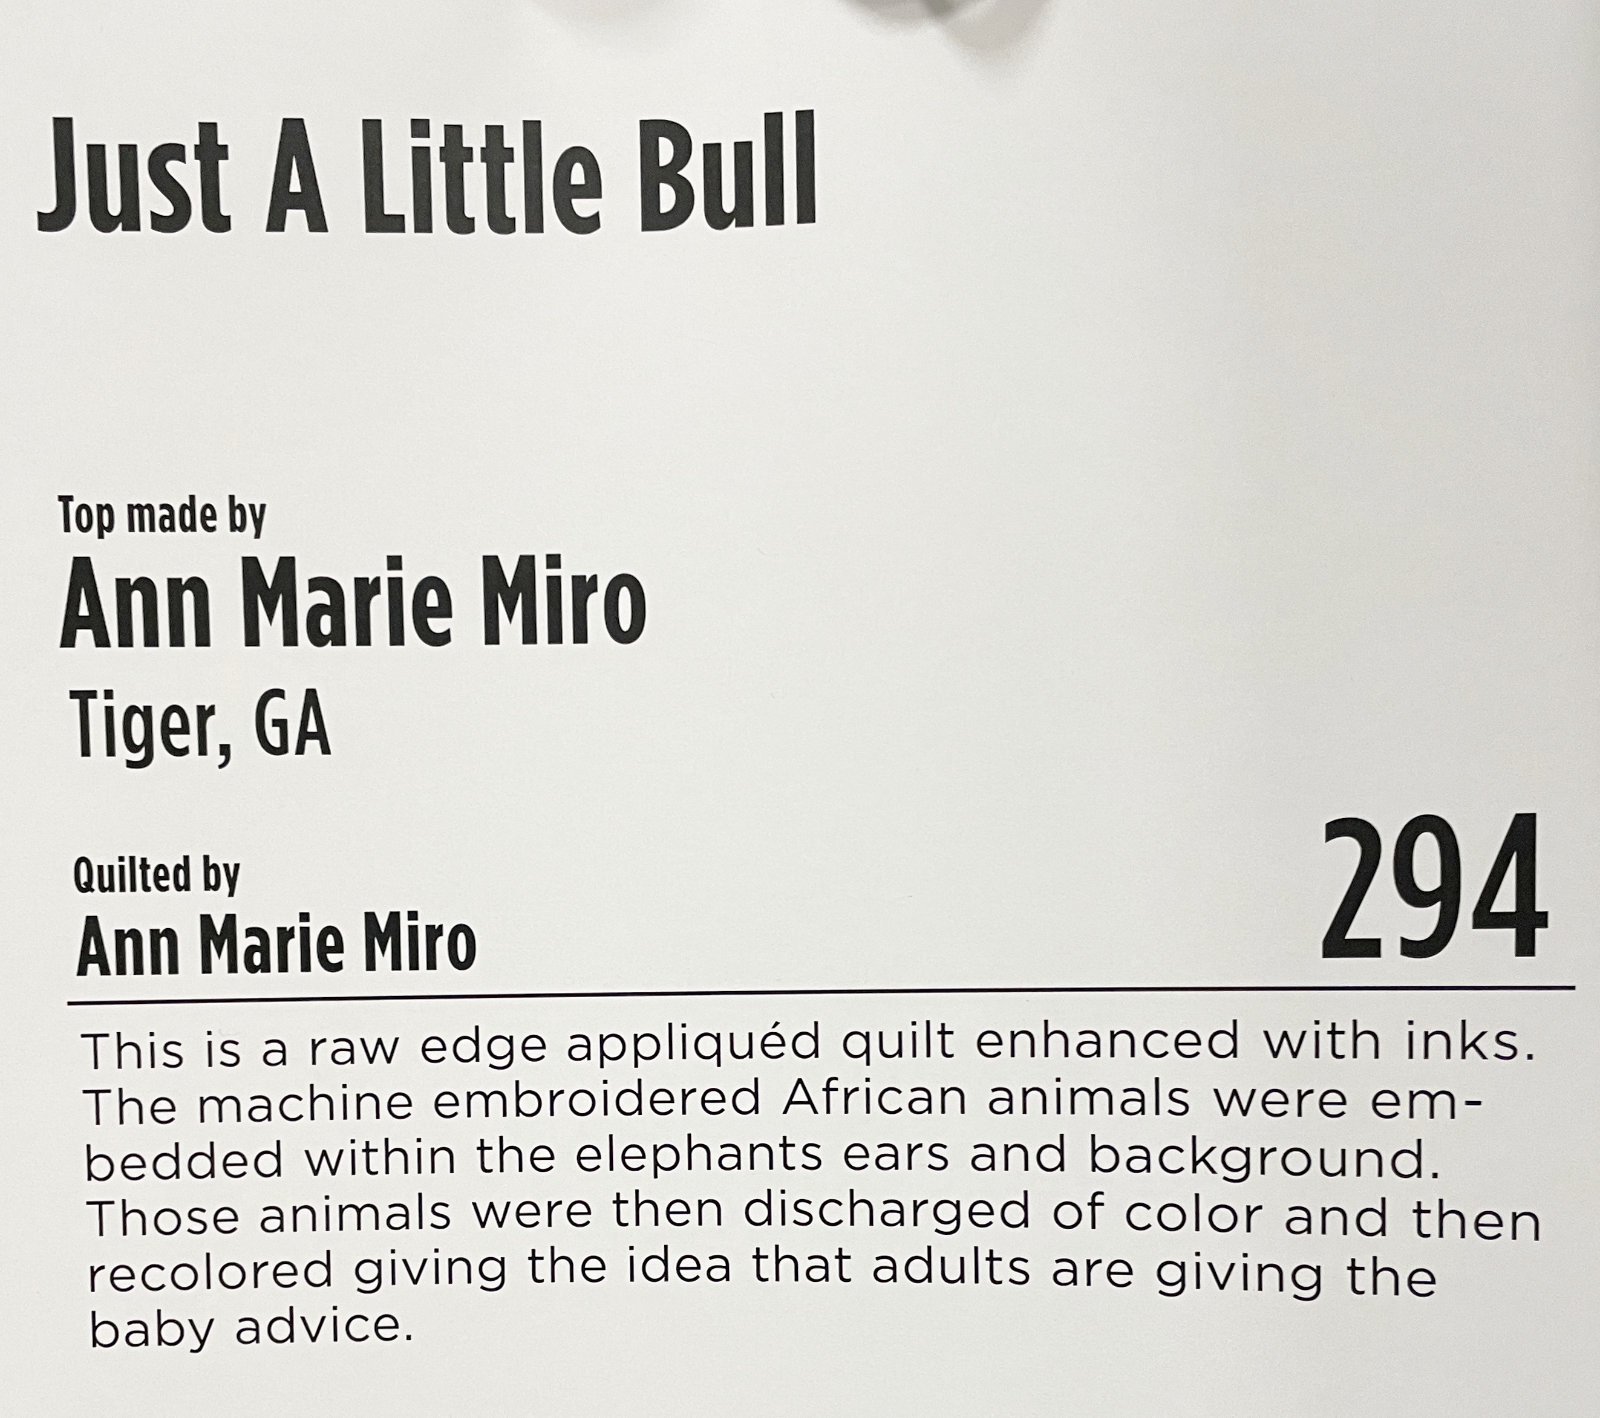 Just A Little Bull
Top made by
Ann Marie Miro
Tiger, GA
Quilted by
Ann Marie Miro
294
This is a raw edge appliquéd quilt enhanced with inks.
The machine embroidered African animals were em-
bedded within the elephants ears and background.
Those animals were then discharged of color and then
recolored giving the idea that adults are giving the
baby advice.